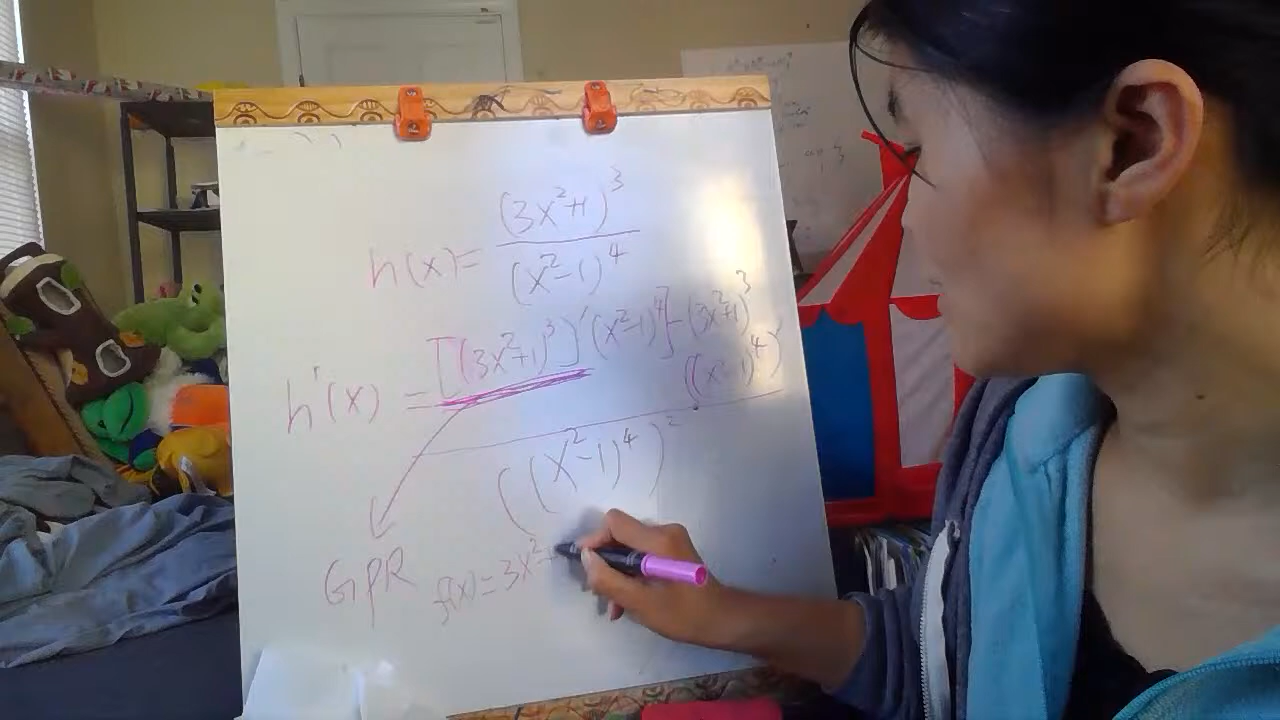 h(x) = (3x²+1)³ / (x²-1)⁴
h'(x) = [(3x²+1)³]' (x²-1)⁴] - (3x²+1)³
((x²-1)⁴)'
((x²-1)⁴)²
GPR f(x) = 3x²